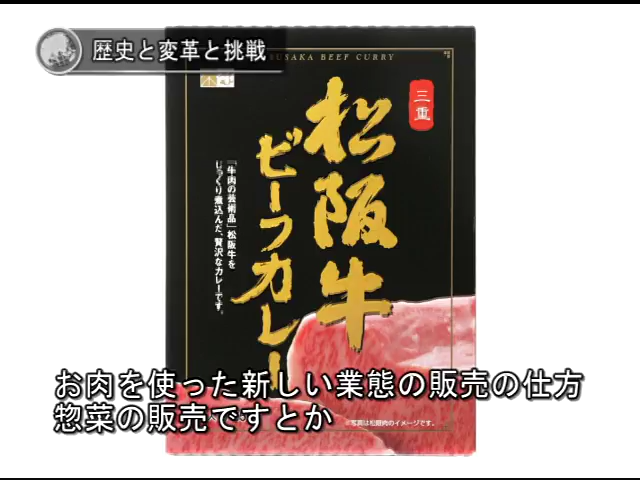 歴史と変革と挑戦
USAKA BEEF CURRY
三重
松阪牛
ビーフカレー
「牛肉の芸術品」松阪牛を
じっくり煮込んだ、贅沢なカレーです。
※写真は松阪肉のイメージです。
お肉を使った新しい業態の販売の仕方
惣菜の販売ですとか